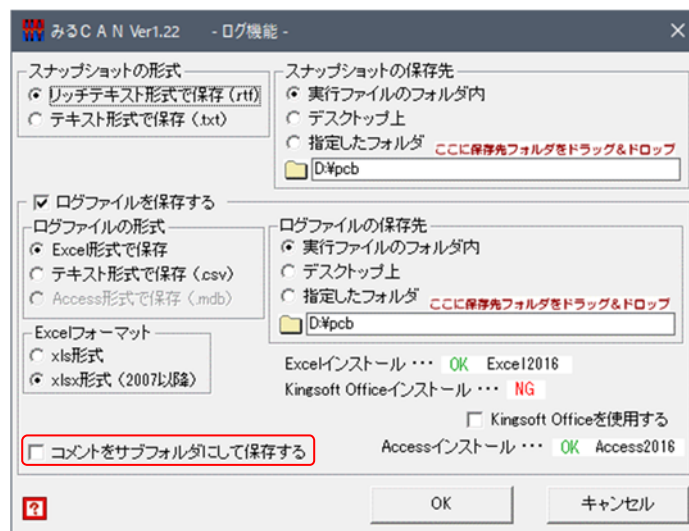 みるＣＡＮ Ver1.22 - ログ機能 -
スナップショットの形式
リッチテキスト形式で保存（rtf）
テキスト形式で保存（.txt）
スナップショットの保存先
実行ファイルのフォルダ内
デスクトップ上
指定したフォルダ ここに保存先フォルダをドラッグ＆ドロップ
D:¥pcb
ログファイルを保存する
ログファイルの形式
Excel形式で保存
テキスト形式で保存（.csv）
Access形式で保存（.mdb）
ログファイルの保存先
実行ファイルのフォルダ内
デスクトップ上
指定したフォルダ ここに保存先フォルダをドラッグ＆ドロップ
D:¥pcb
Excelフォーマット
xls形式
xlsx形式（2007以降）
Excelインストール ・・・ OK Excel2016
Kingsoft Officeインストール ・・・ NG
Kingsoft Officeを使用する
コメントをサブフォルダにして保存する
Accessインストール ・・・ OK Access2016
?
OK
キャンセル